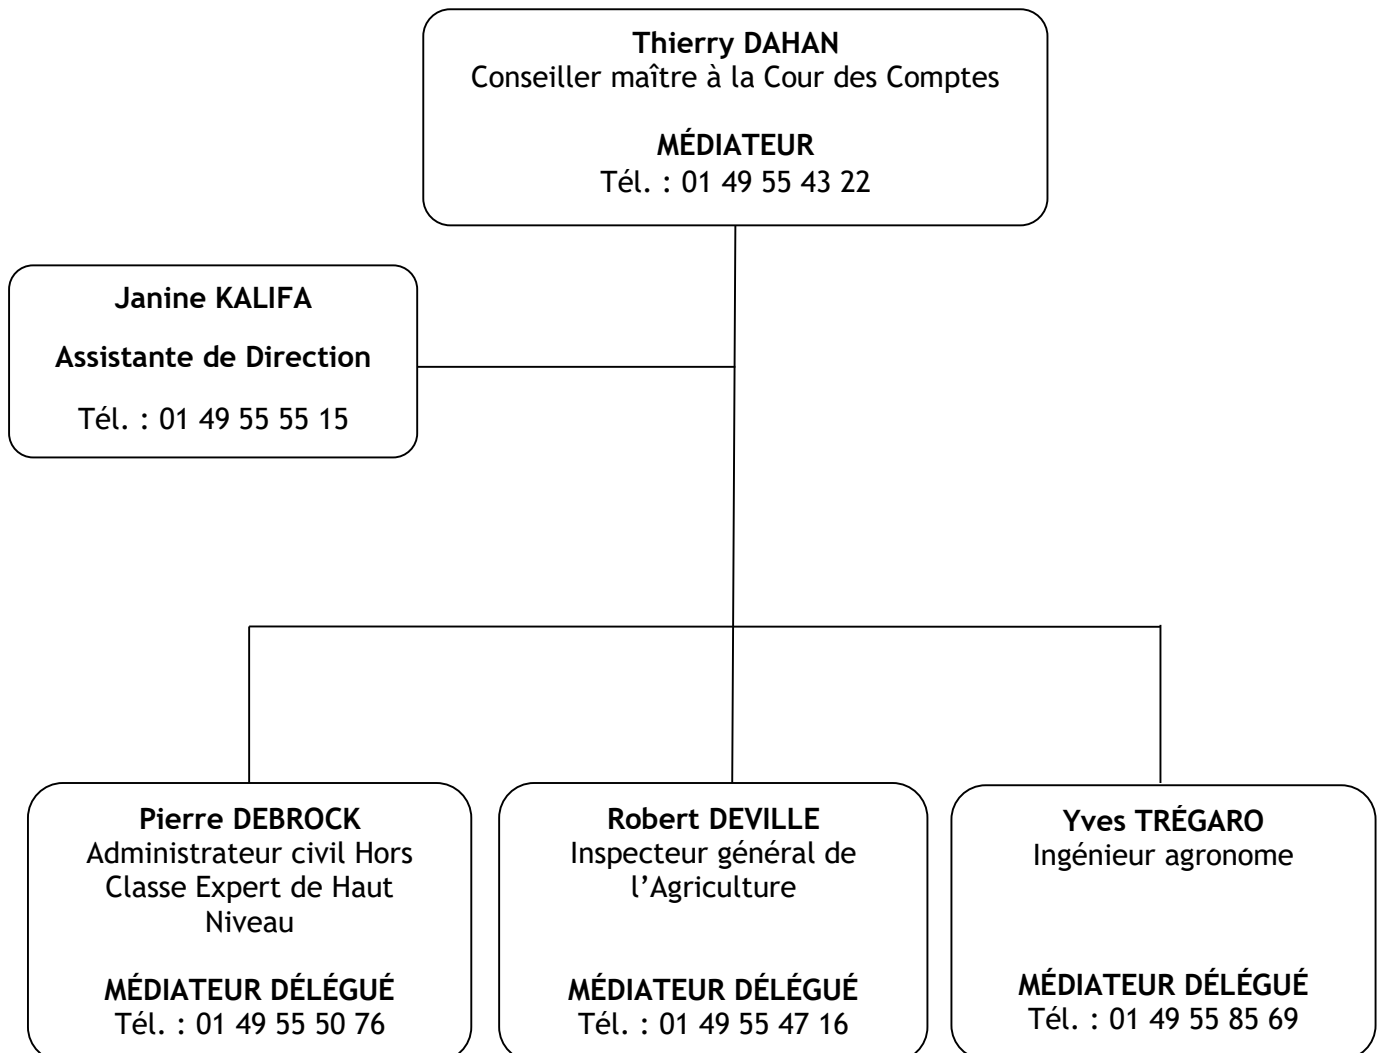 Thierry DAHAN
Conseiller maître à la Cour des Comptes
MÉDIATEUR
Tél. : 01 49 55 43 22
Janine KALIFA
Assistante de Direction
Tél. : 01 49 55 55 15
Pierre DEBROCK
Administrateur civil Hors
Classe Expert de Haut
Niveau
MÉDIATEUR DÉLÉGUÉ
Tél. : 01 49 55 50 76
Robert DEVILLE
Inspecteur général de
l’Agriculture
MÉDIATEUR DÉLÉGUÉ
Tél. : 01 49 55 47 16
Yves TRÉGARO
Ingénieur agronome
MÉDIATEUR DÉLÉGUÉ
Tél. : 01 49 55 85 69